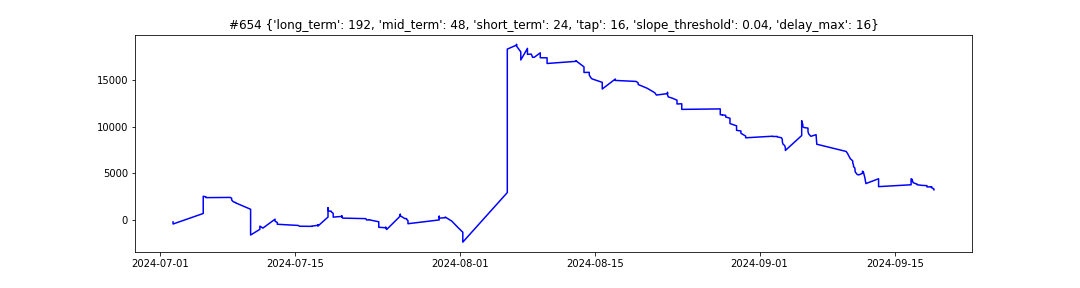 #654 {'long_term': 192, 'mid_term': 48, 'short_term': 24, 'tap': 16, 'slope_threshold': 0.04, 'delay_max': 16}
15000
10000
5000
0
2024-07-01 2024-07-15 2024-08-01 2024-08-15 2024-09-01 2024-09-15